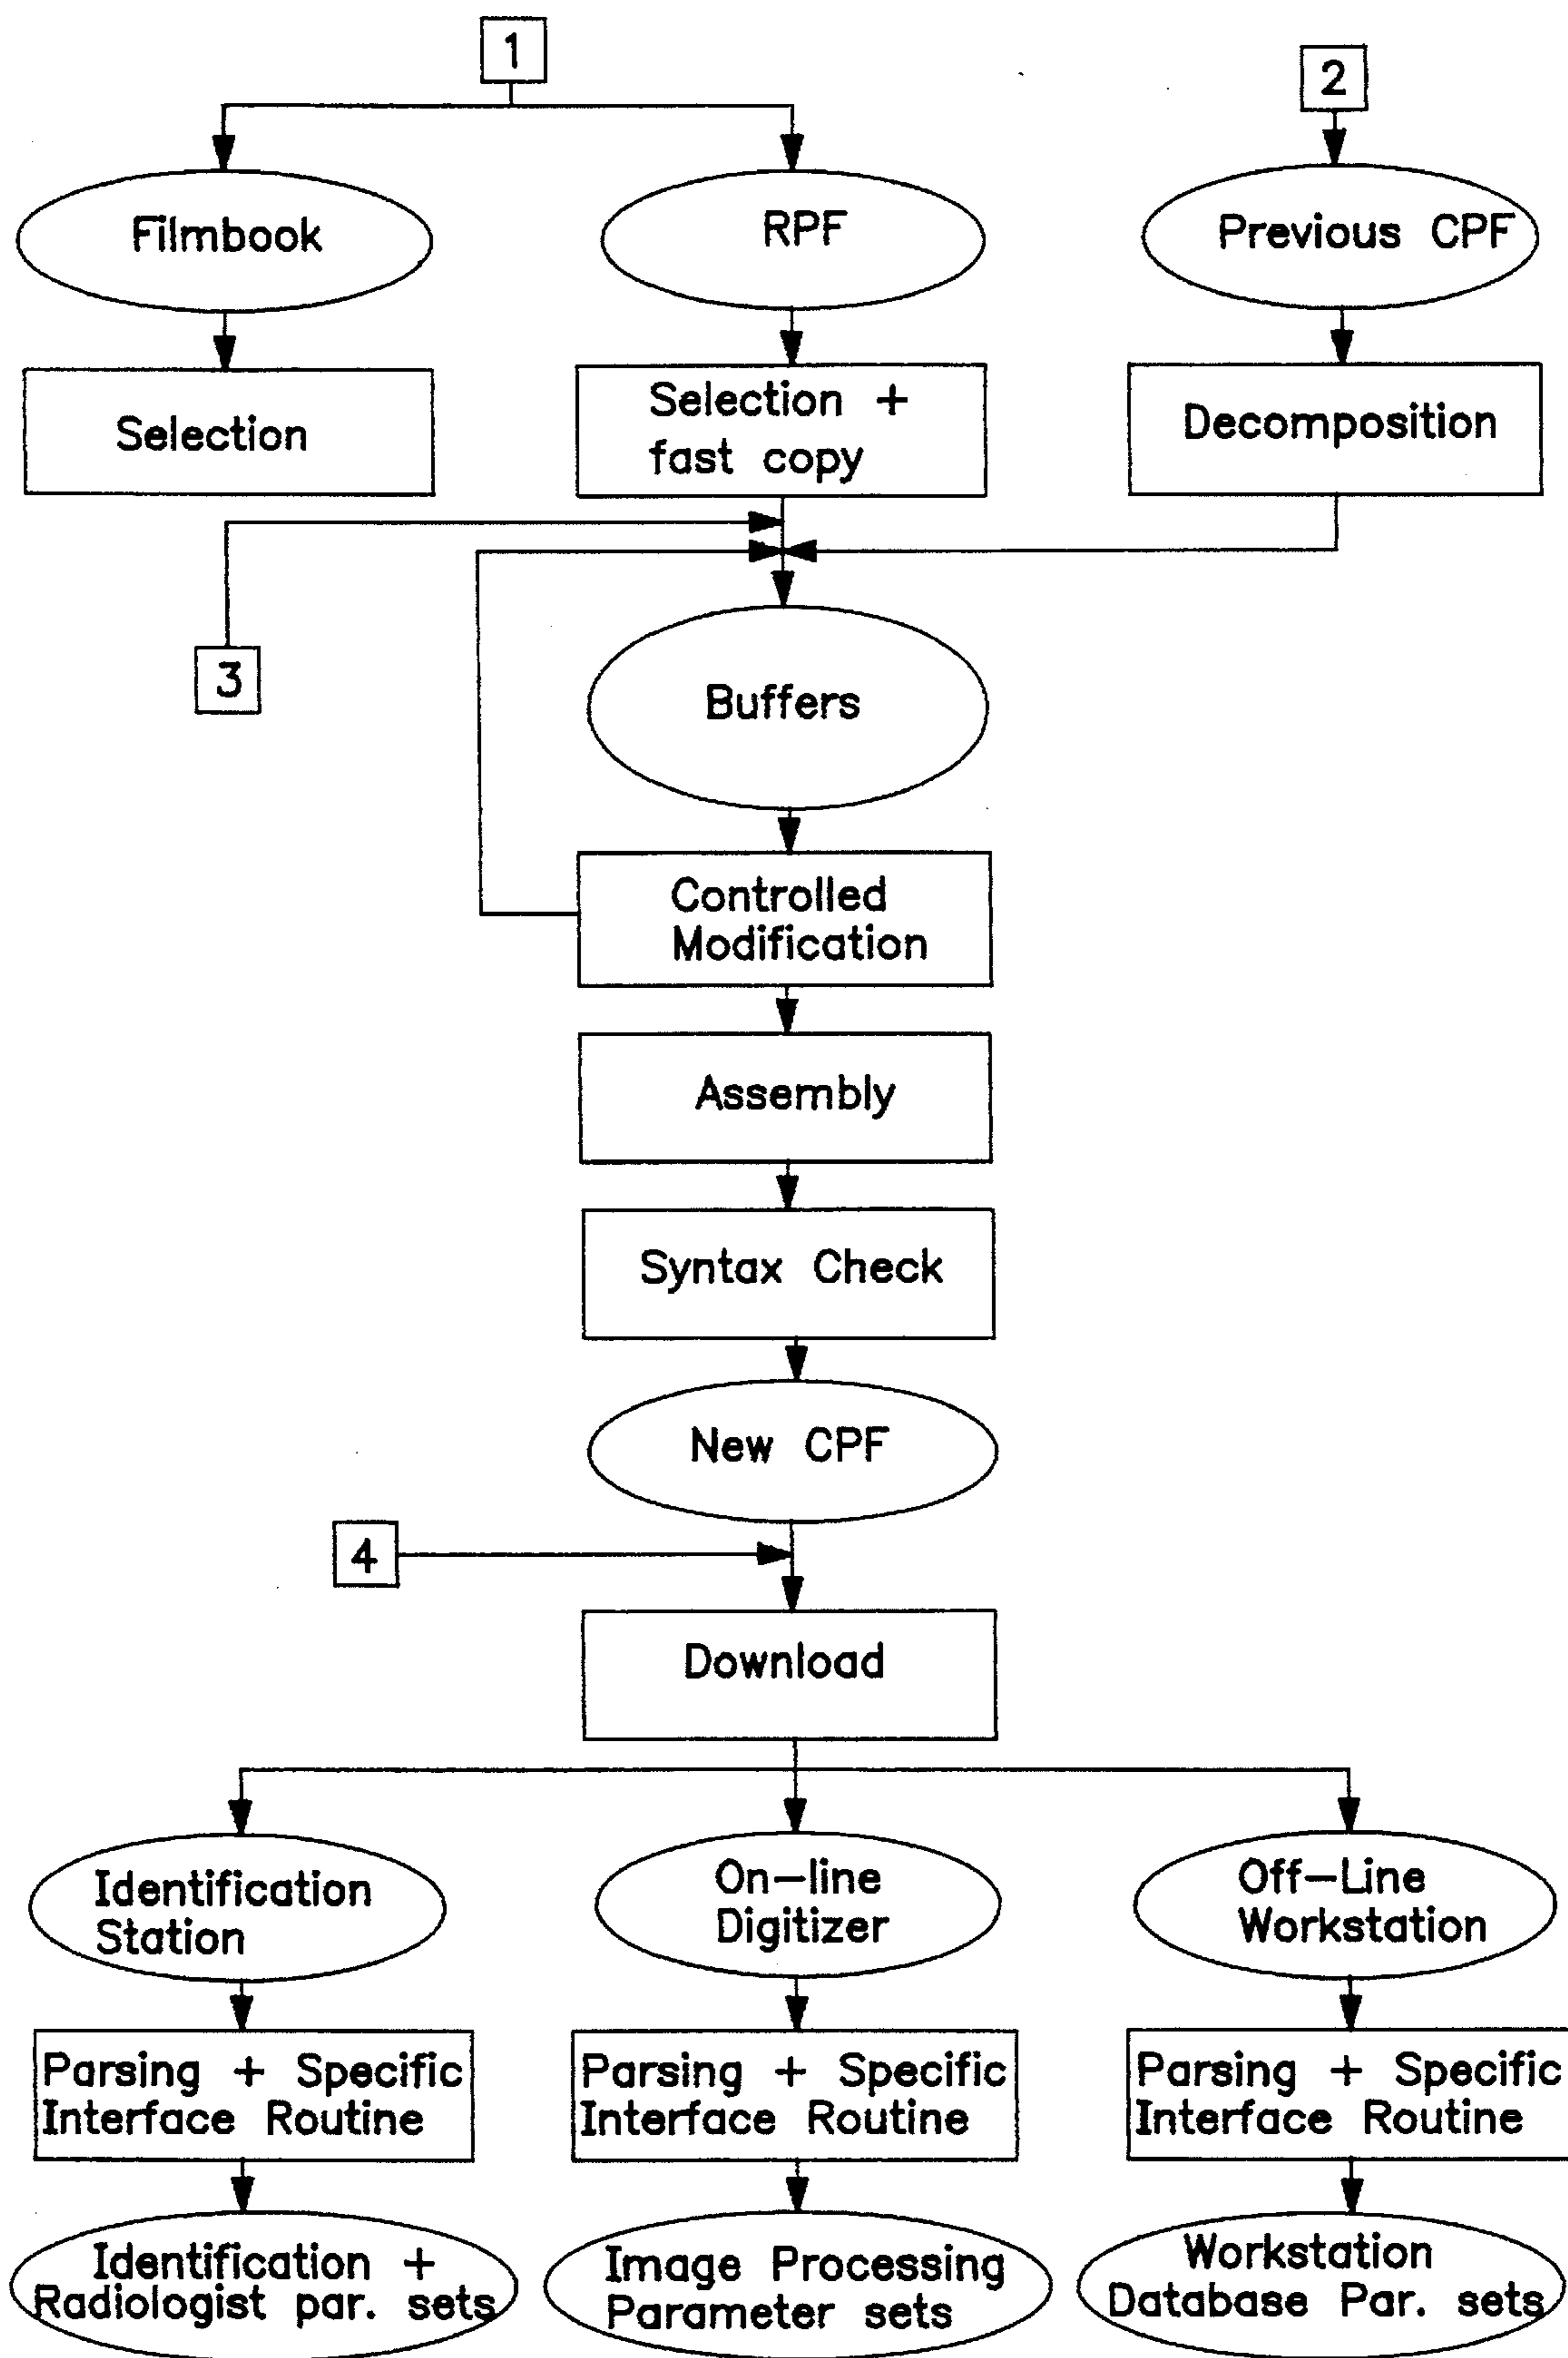 1
2
Filmbook
RPF
Previous CPF
Selection
Selection +
fast copy
Decomposition
3
Buffers
Controlled
Modification
Assembly
Syntax Check
New CPF
4
Download
Identification
Station
On-line
Digitizer
Off-Line
Workstation
Parsing + Specific
Interface Routine
Parsing + Specific
Interface Routine
Parsing + Specific
Interface Routine
Identification +
Radiologist par. sets
Image Processing
Parameter sets
Workstation
Database Par. sets